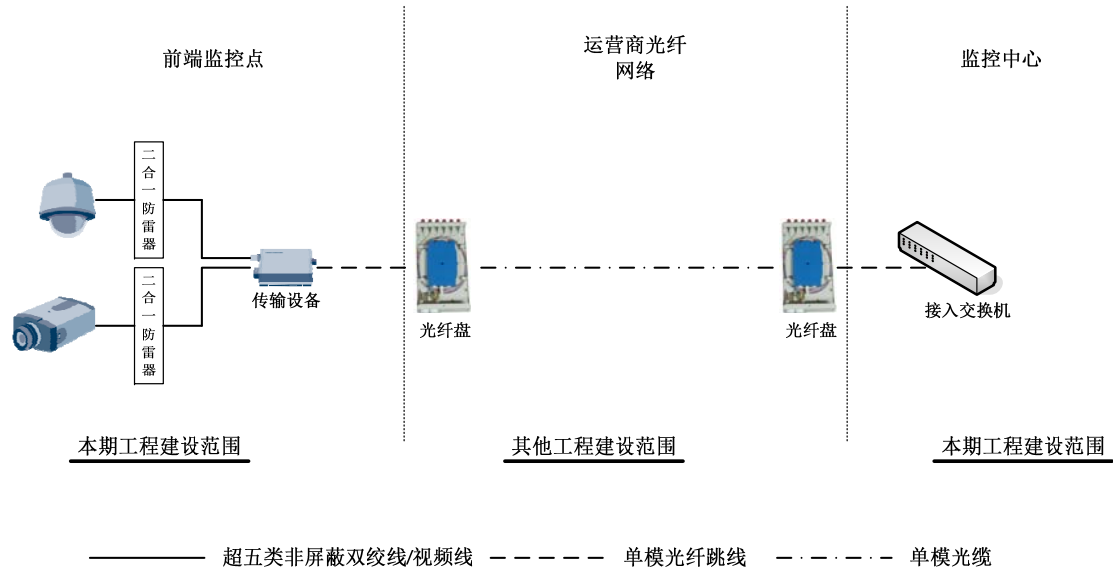 前端监控点
运营商光纤
网络
监控中心
二合一防雷器
二合一防雷器
传输设备
光纤盘
光纤盘
接入交换机
本期工程建设范围
其他工程建设范围
本期工程建设范围
超五类非屏蔽双绞线/视频线
单模光纤跳线
单模光缆